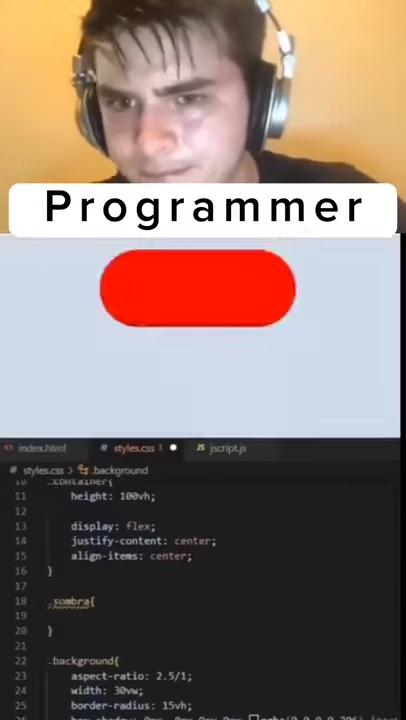 Programmer
index.html
styles.css 1
JS jscript.js
styles.css > .background
10 .container{
11 height: 100vh;
12
13 display: flex;
14 justify-content: center;
15 align-items: center;
16 }
17
18 .sombra{
19
20 }
21
22 .background{
23 aspect-ratio: 2.5/1;
24 width: 30vw;
25 border-radius: 15vh;